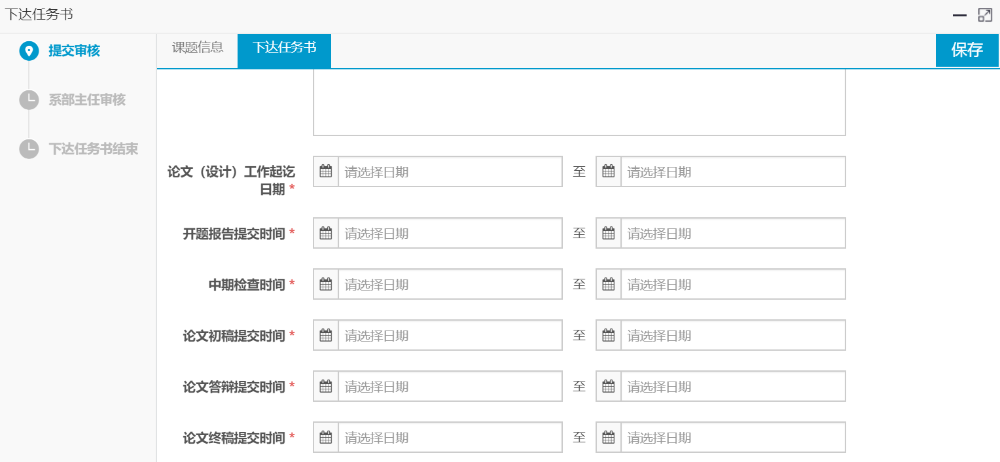 下达任务书
提交审核
系部主任审核
下达任务书结束
课题信息
下达任务书
保存
论文（设计）工作起讫
日期 *
请选择日期 至 请选择日期
开题报告提交时间 * 请选择日期 至 请选择日期
中期检查时间 * 请选择日期 至 请选择日期
论文初稿提交时间 * 请选择日期 至 请选择日期
论文答辩提交时间 * 请选择日期 至 请选择日期
论文终稿提交时间 * 请选择日期 至 请选择日期